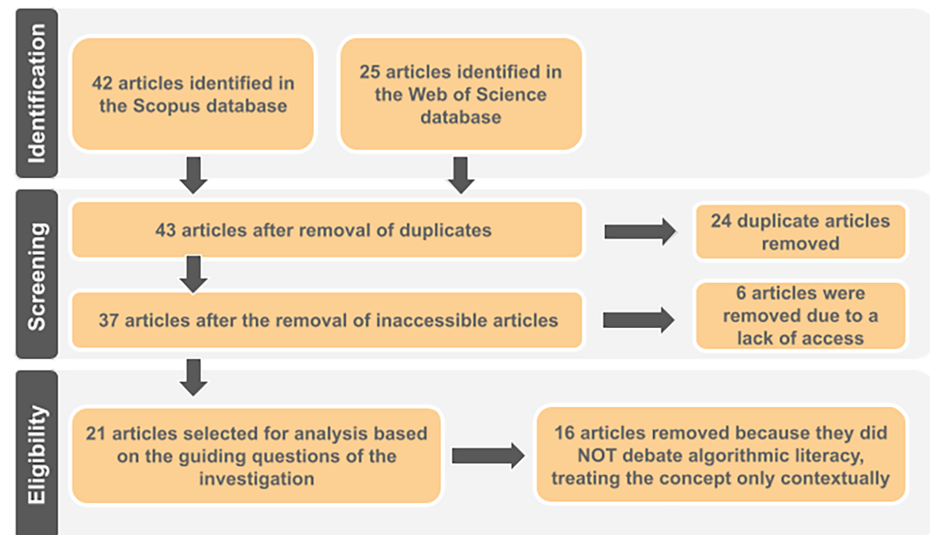 Identification
42 articles identified in
the Scopus database
25 articles identified in
the Web of Science
database
Screening
43 articles after removal of duplicates
24 duplicate articles
removed
37 articles after the removal of inaccessible articles
6 articles were
removed due to a
lack of access
Eligibility
21 articles selected for analysis based
on the guiding questions of the
investigation
16 articles removed because they did
NOT debate algorithmic literacy,
treating the concept only contextually